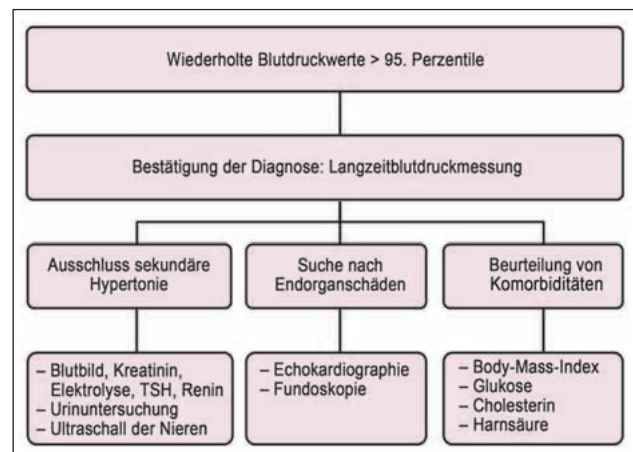 Wiederholte Blutdruckwerte > 95. Perzentile
Bestätigung der Diagnose: Langzeitblutdruckmessung
Ausschluss sekundäre
Hypertonie
Suche nach
Endorganschäden
Beurteilung von
Komorbiditäten
– Blutbild, Kreatinin,
Elektrolyse, TSH, Renin
– Urinuntersuchung
– Ultraschall der Nieren
– Echokardiographie
– Fundoskopie
– Body-Mass-Index
– Glukose
– Cholesterin
– Harnsäure